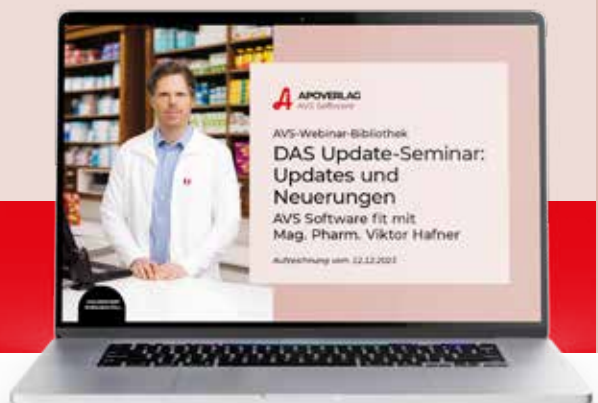 APOVERLAG
AVS Software
AVS-Webinar-Bibliothek
DAS Update-Seminar:
Updates und
Neuerungen
AVS Software fit mit
Mag. Pharm. Viktor Hafner
Aufzeichnung vom 12.12.2023